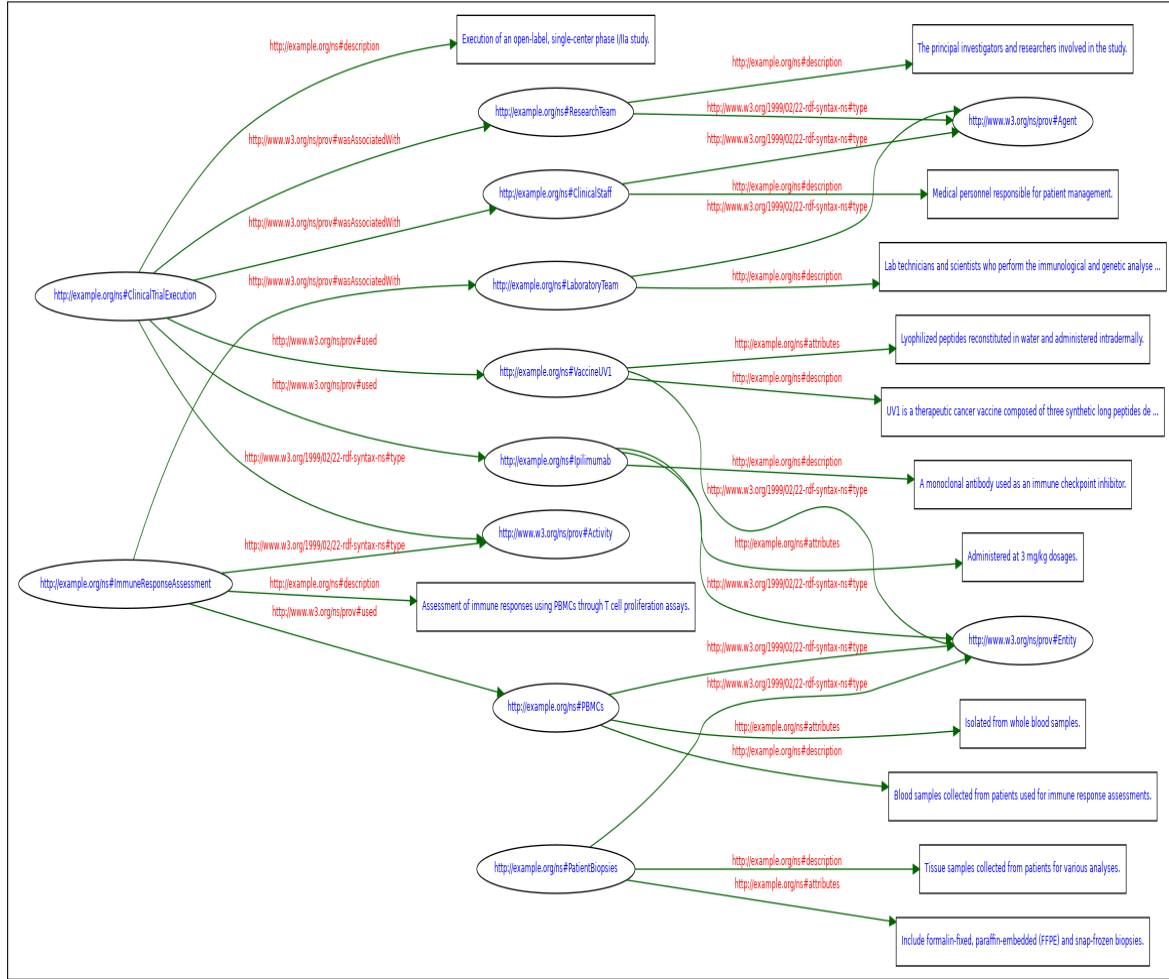 http://example.org/ns#description
Execution of an open-label, single-center phase I/IIa study.
The principal investigators and researchers involved in the study.
http://example.org/ns#description
http://example.org/ns#ResearchTeam
http://www.w3.org/1999/02/22-rdf-syntax-ns#type
http://www.w3.org/ns/prov#Agent
http://www.w3.org/ns/prov#wasAssociatedWith
http://www.w3.org/1999/02/22-rdf-syntax-ns#type
http://example.org/ns#ClinicalStaff
http://example.org/ns#description
Medical personnel responsible for patient management.
http://www.w3.org/1999/02/22-rdf-syntax-ns#type
http://www.w3.org/ns/prov#wasAssociatedWith
http://www.w3.org/ns/prov#wasAssociatedWith
http://example.org/ns#LaboratoryTeam
http://example.org/ns#description
Lab technicians and scientists who perform the immunological and genetic analyse ...
http://example.org/ns#ClinicalTrialExecution
http://www.w3.org/ns/prov#used
http://example.org/ns#attributes
Lyophilized peptides reconstituted in water and administered intradermally.
http://example.org/ns#VaccineUV1
http://example.org/ns#description
http://www.w3.org/ns/prov#used
UV1 is a therapeutic cancer vaccine composed of three synthetic long peptides de ...
http://www.w3.org/1999/02/22-rdf-syntax-ns#type
http://example.org/ns#Ipilimumab
http://example.org/ns#description
A monoclonal antibody used as an immune checkpoint inhibitor.
http://www.w3.org/1999/02/22-rdf-syntax-ns#type
http://www.w3.org/ns/prov#Activity
http://www.w3.org/1999/02/22-rdf-syntax-ns#type
http://example.org/ns#attributes
Administered at 3 mg/kg dosages.
http://example.org/ns#ImmuneResponseAssessment
http://example.org/ns#description
http://www.w3.org/1999/02/22-rdf-syntax-ns#type
Assessment of immune responses using PBMCs through T cell proliferation assays.
http://www.w3.org/ns/prov#used
http://www.w3.org/ns/prov#Entity
http://www.w3.org/1999/02/22-rdf-syntax-ns#type
http://www.w3.org/1999/02/22-rdf-syntax-ns#type
http://example.org/ns#PBMCs
http://example.org/ns#attributes
Isolated from whole blood samples.
http://example.org/ns#description
Blood samples collected from patients used for immune response assessments.
http://example.org/ns#PatientBiopsies
http://example.org/ns#description
Tissue samples collected from patients for various analyses.
http://example.org/ns#attributes
Include formalin-fixed, paraffin-embedded (FFPE) and snap-frozen biopsies.